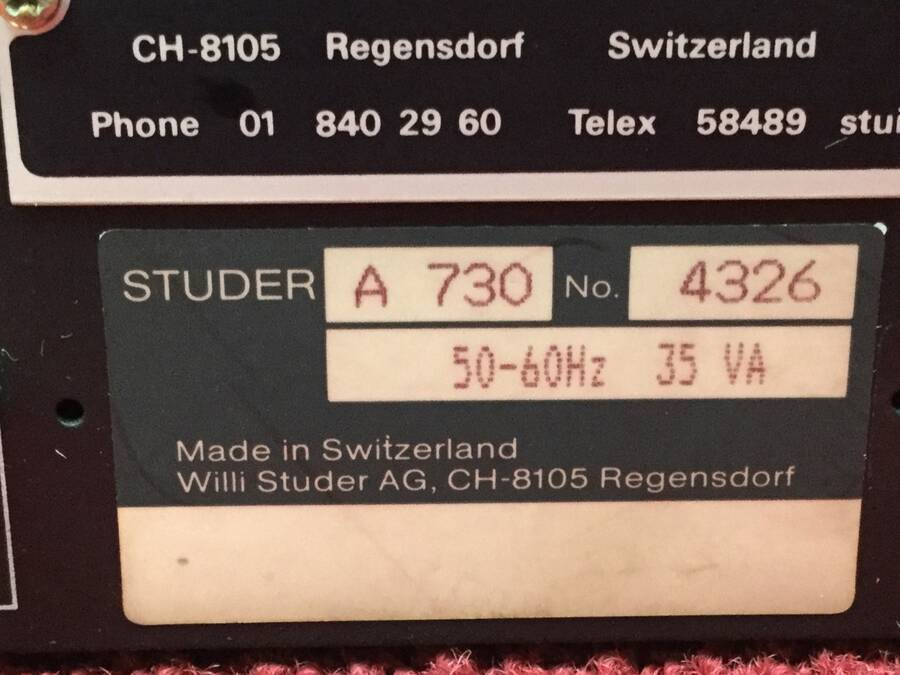 CH-8105 Regensdorf Switzerland
Phone 01 840 29 60 Telex 58489 stui
STUDER A 730 No. 4326
50-60Hz 35 VA
Made in Switzerland
Willi Studer AG, CH-8105 Regensdorf